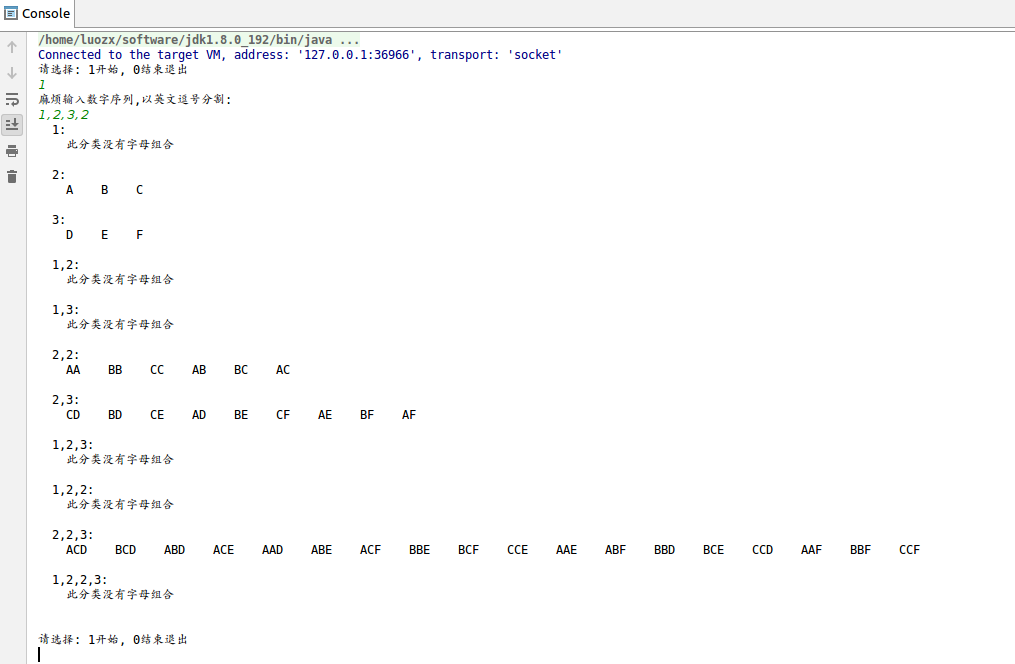 Console
/home/luozx/software/jdk1.8.0_192/bin/java ...
Connected to the target VM, address: '127.0.0.1:36966', transport: 'socket'
请选择: 1开始, 0结束退出
1
麻烦输入数字序列,以英文逗号分割:
1,2,3,2
1:
此分类没有字母组合
2:
A B C
3:
D E F
1,2:
此分类没有字母组合
1,3:
此分类没有字母组合
2,2:
AA BB CC AB BC AC
2,3:
CD BD CE AD BE CF AE BF AF
1,2,3:
此分类没有字母组合
1,2,2:
此分类没有字母组合
2,2,3:
ACD BCD ABD ACE AAD ABE ACF BBE BCF CCE AAE ABF BBD BCE CCD AAF BBF CCF
1,2,2,3:
此分类没有字母组合
请选择: 1开始, 0结束退出